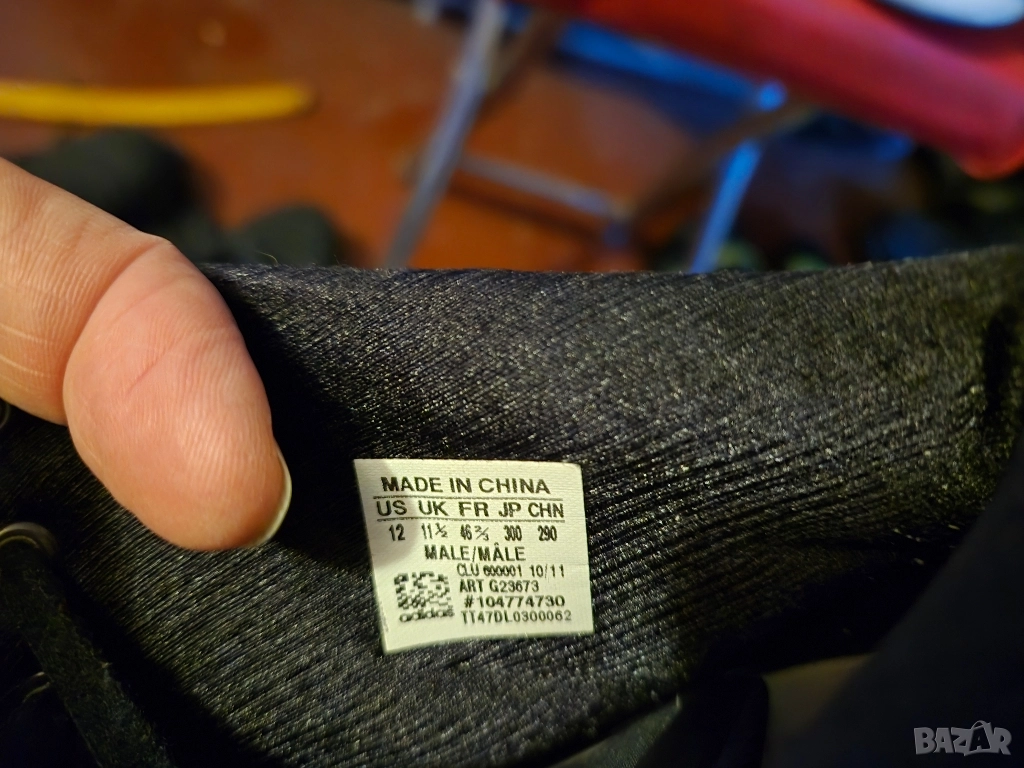 MADE IN CHINA
US UK FR JP CHN
12 11½ 46⅔ 300 290
MALE/MÂLE
CLU 600001 10/11
ART G23673
#104774730
adidas TT47DL0300062
BAZAR